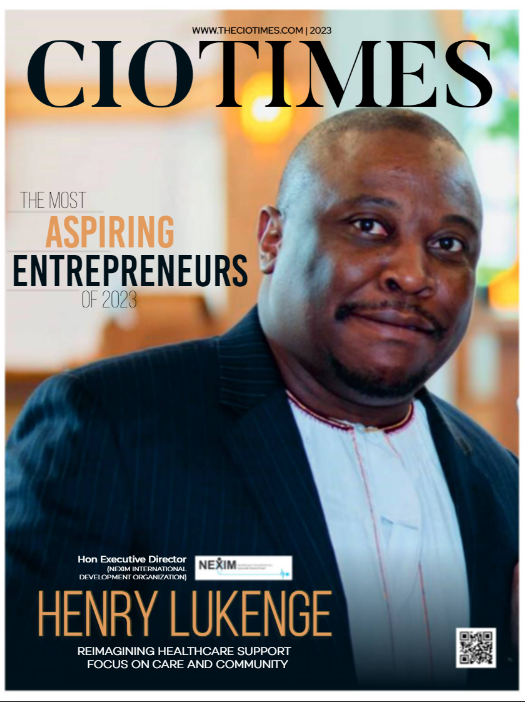 WWW.THECIOTIMES.COM | 2023
CIOTIMES
THE MOST
ASPIRING
ENTREPRENEURS
OF 2023
Hon Executive Director
(NEXIM INTERNATIONAL
DEVELOPMENT ORGANIZATION)
NEXIM
HENRY LUKENGE
REIMAGINING HEALTHCARE SUPPORT
FOCUS ON CARE AND COMMUNITY